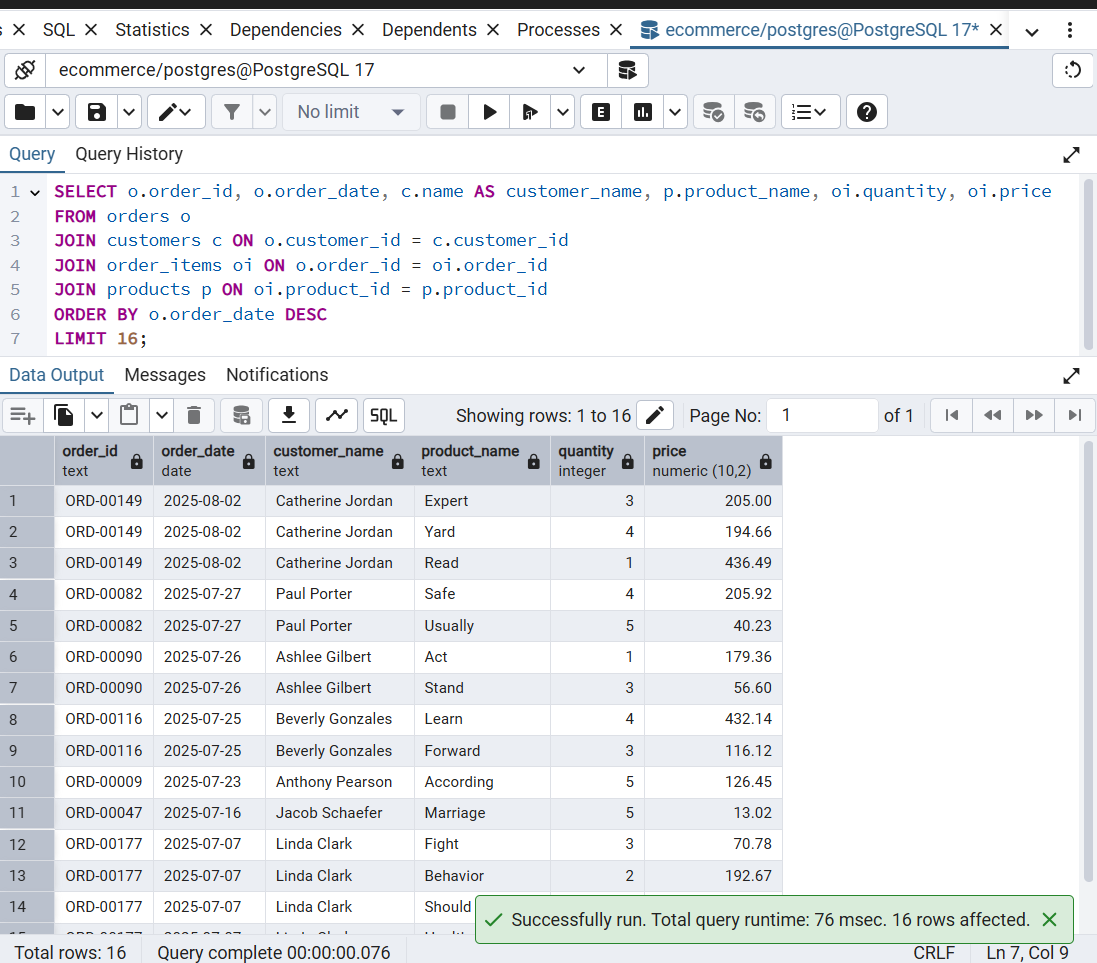 s SQL Statistics Dependencies Dependents Processes ecommerce/postgres@PostgreSQL 17*
ecommerce/postgres@PostgreSQL 17
No limit E ?
Query Query History
1 SELECT o.order_id, o.order_date, c.name AS customer_name, p.product_name, oi.quantity, oi.price
2 FROM orders o
3 JOIN customers c ON o.customer_id = c.customer_id
4 JOIN order_items oi ON o.order_id = oi.order_id
5 JOIN products p ON oi.product_id = p.product_id
6 ORDER BY o.order_date DESC
7 LIMIT 16;
Data Output Messages Notifications
SQL Showing rows: 1 to 16 Page No: 1 of 1
order_id order_date customer_name product_name quantity price
text date text text integer numeric (10,2)
1 ORD-00149 2025-08-02 Catherine Jordan Expert 3 205.00
2 ORD-00149 2025-08-02 Catherine Jordan Yard 4 194.66
3 ORD-00149 2025-08-02 Catherine Jordan Read 1 436.49
4 ORD-00082 2025-07-27 Paul Porter Safe 4 205.92
5 ORD-00082 2025-07-27 Paul Porter Usually 5 40.23
6 ORD-00090 2025-07-26 Ashlee Gilbert Act 1 179.36
7 ORD-00090 2025-07-26 Ashlee Gilbert Stand 3 56.60
8 ORD-00116 2025-07-25 Beverly Gonzales Learn 4 432.14
9 ORD-00116 2025-07-25 Beverly Gonzales Forward 3 116.12
10 ORD-00009 2025-07-23 Anthony Pearson According 5 126.45
11 ORD-00047 2025-07-16 Jacob Schaefer Marriage 5 13.02
12 ORD-00177 2025-07-07 Linda Clark Fight 3 70.78
13 ORD-00177 2025-07-07 Linda Clark Behavior 2 192.67
14 ORD-00177 2025-07-07 Linda Clark Should
Successfully run. Total query runtime: 76 msec. 16 rows affected.
Total rows: 16 Query complete 00:00:00.076 CRLF Ln 7, Col 9